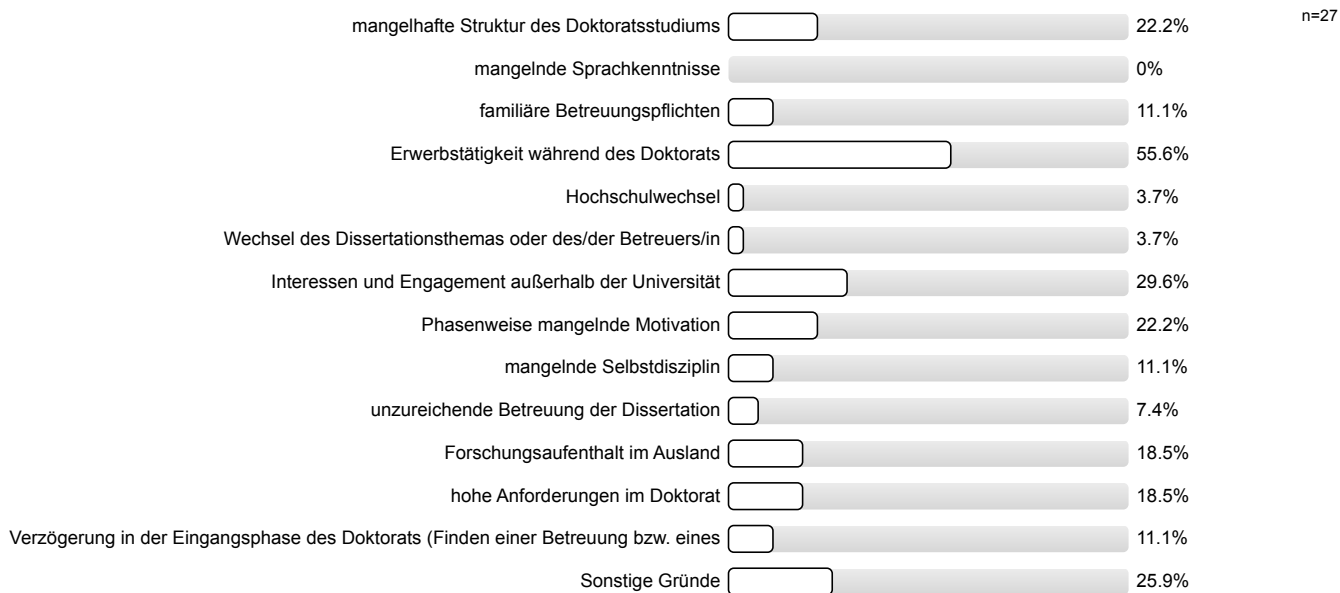 n=27
mangelhafte Struktur des Doktoratsstudiums 22.2%
mangelnde Sprachkenntnisse 0%
familiäre Betreuungspflichten 11.1%
Erwerbstätigkeit während des Doktorats 55.6%
Hochschulwechsel 3.7%
Wechsel des Dissertationsthemas oder des/der Betreuers/in 3.7%
Interessen und Engagement außerhalb der Universität 29.6%
Phasenweise mangelnde Motivation 22.2%
mangelnde Selbstdisziplin 11.1%
unzureichende Betreuung der Dissertation 7.4%
Forschungsaufenthalt im Ausland 18.5%
hohe Anforderungen im Doktorat 18.5%
Verzögerung in der Eingangsphase des Doktorats (Finden einer Betreuung bzw. eines 11.1%
Sonstige Gründe 25.9%